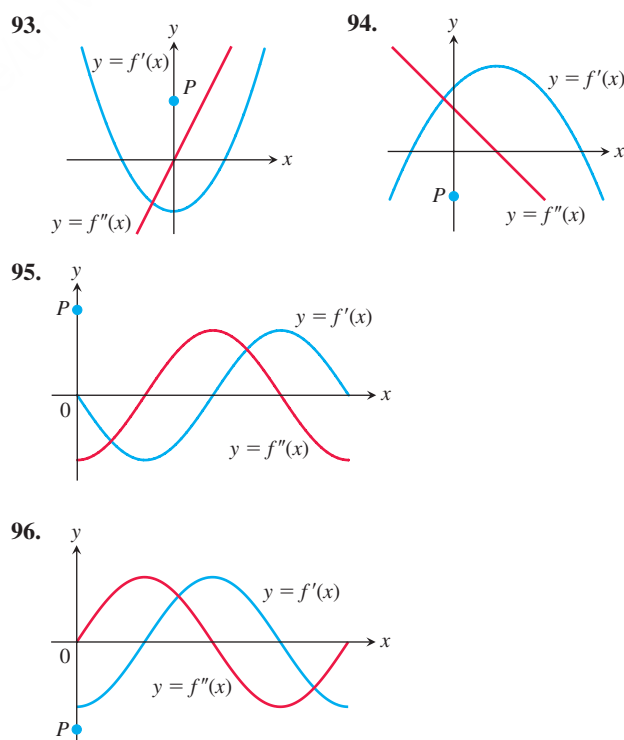 93.
y
y = f′(x)
P
x
y = f″(x)
94.
y
y = f′(x)
x
P
y = f″(x)
95.
y
P
y = f′(x)
x
0
y = f″(x)
96.
y
y = f′(x)
x
0
y = f″(x)
P